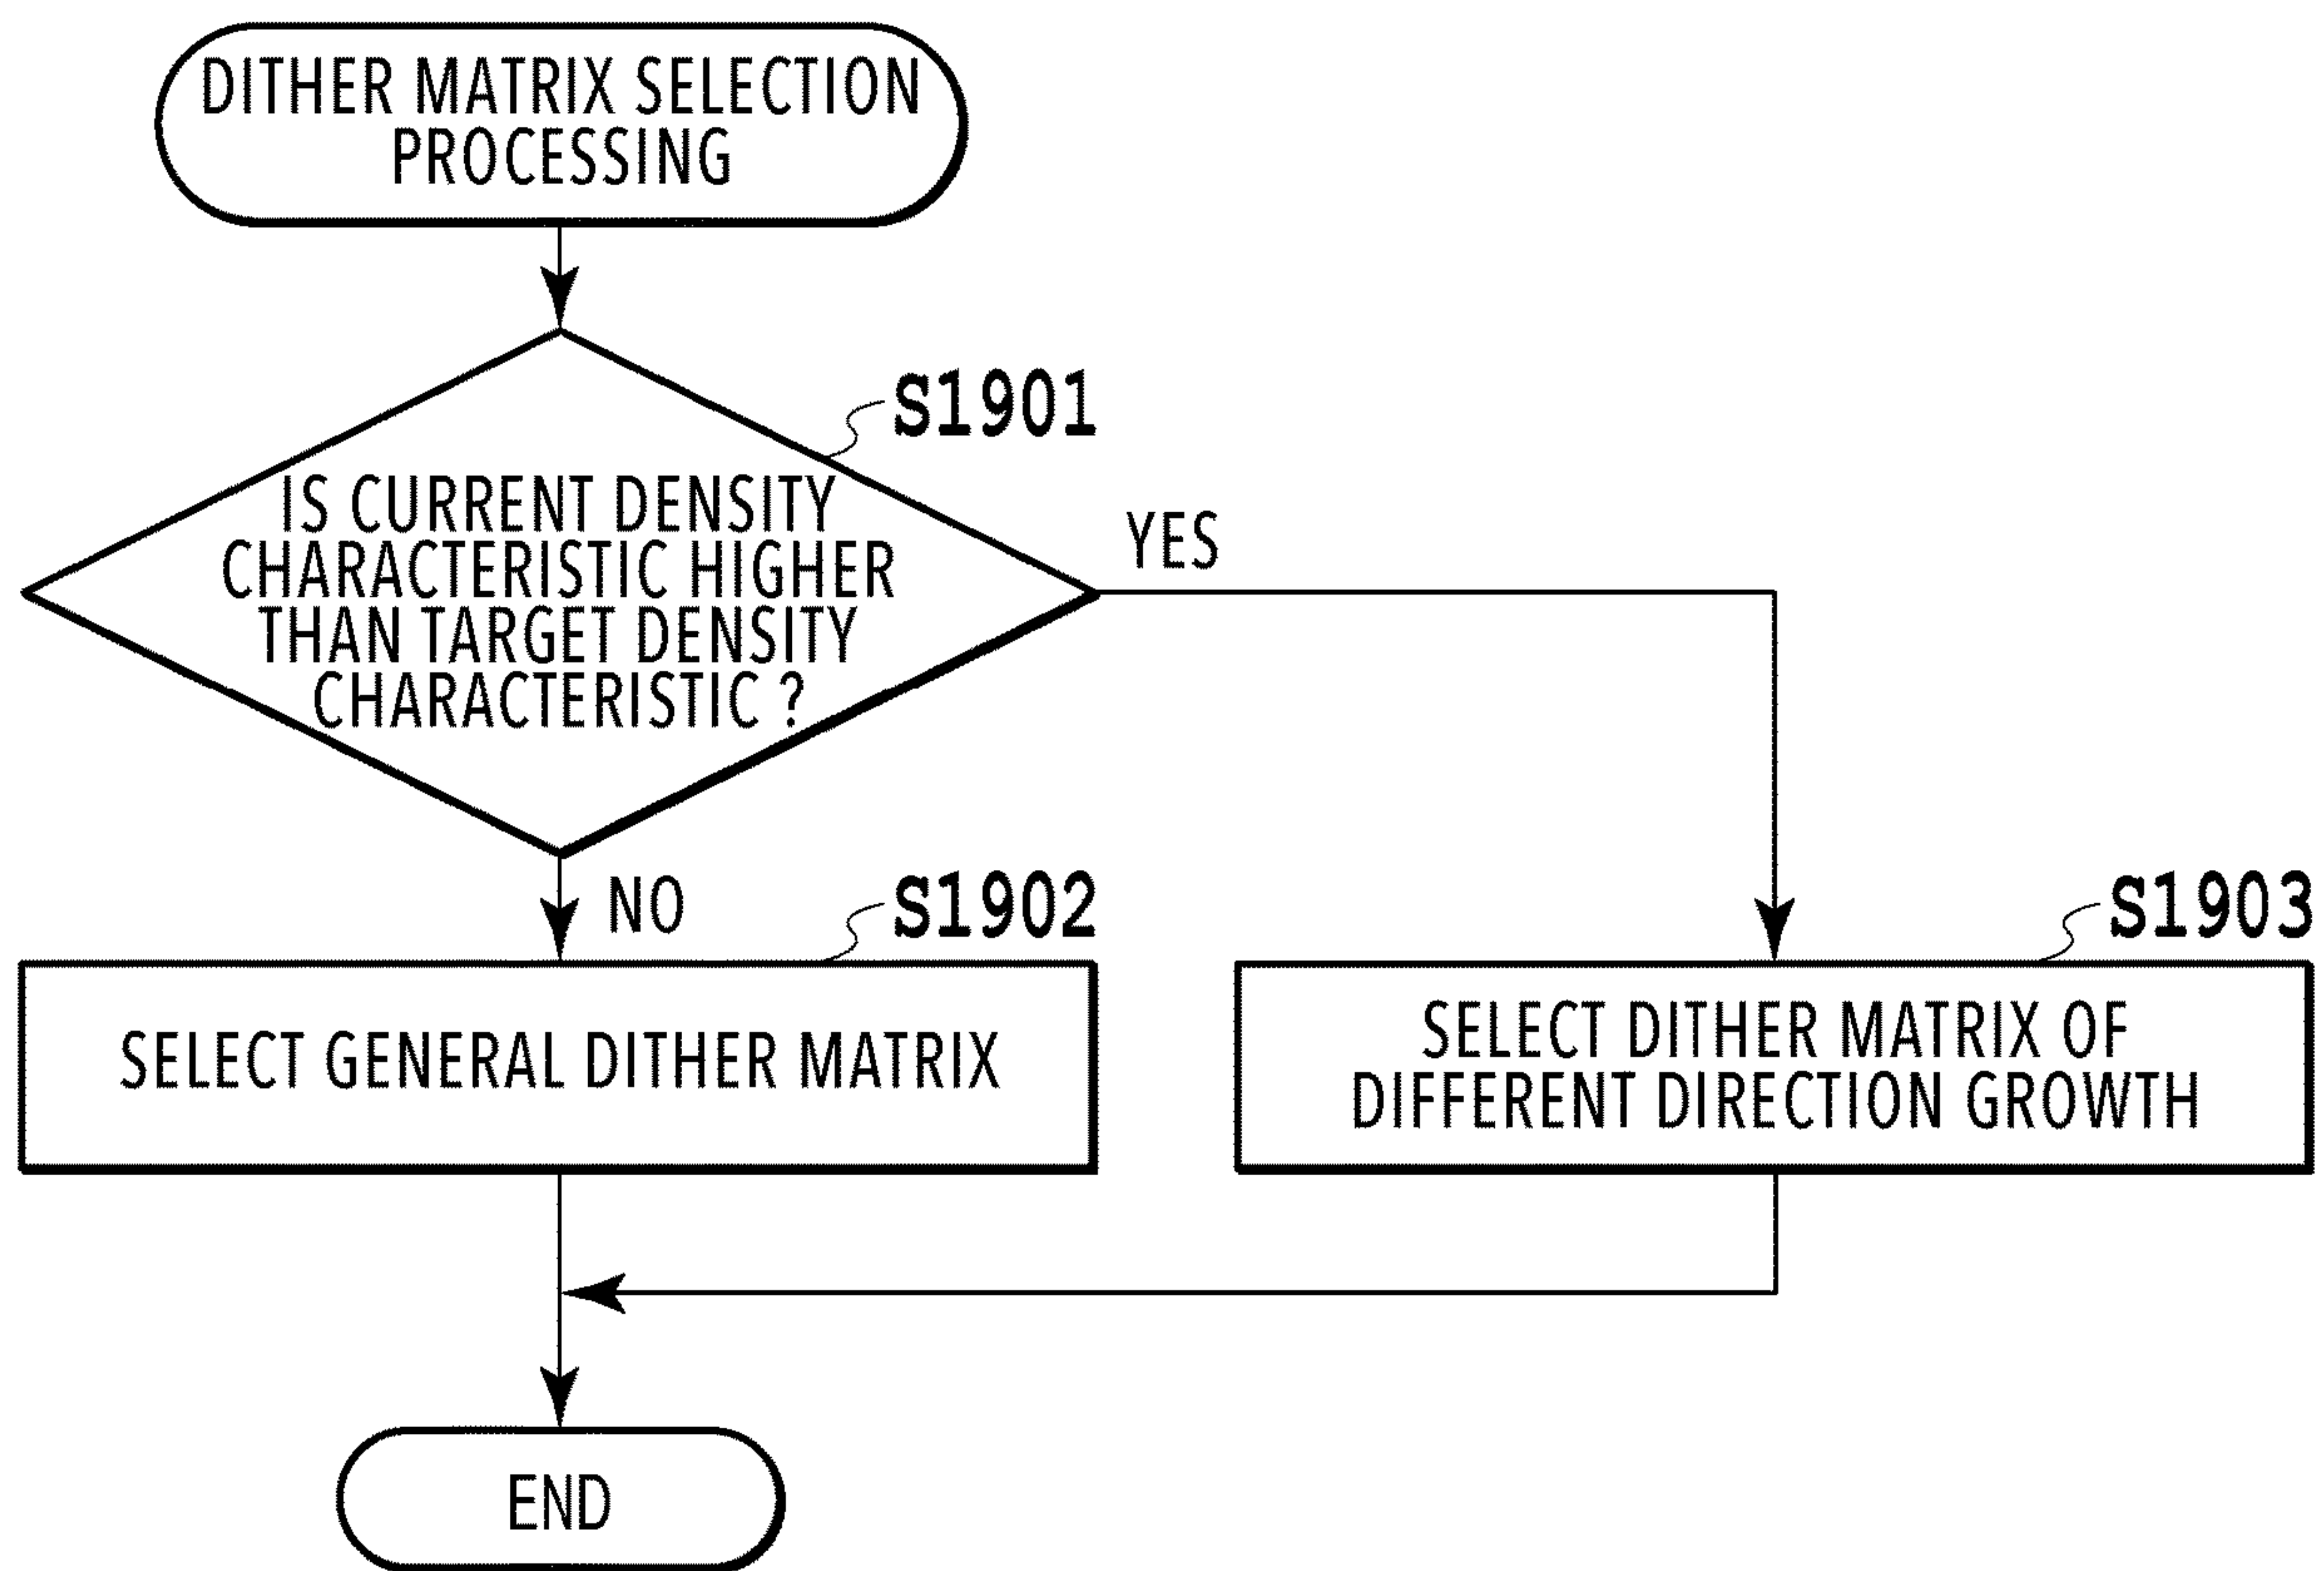 DITHER MATRIX SELECTION
PROCESSING
S1901
IS CURRENT DENSITY
CHARACTERISTIC HIGHER
THAN TARGET DENSITY
CHARACTERISTIC ?
YES
NO
S1902
S1903
SELECT GENERAL DITHER MATRIX
SELECT DITHER MATRIX OF
DIFFERENT DIRECTION GROWTH
END